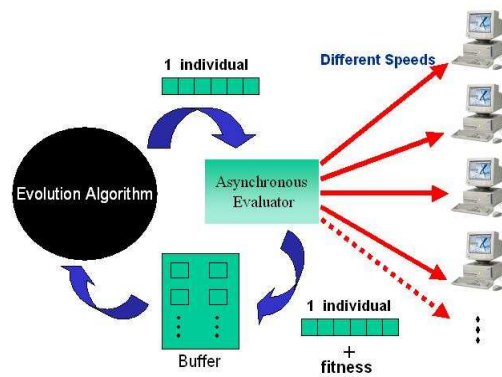 1 individual
Different Speeds
Evolution Algorithm
Asynchronous
Evaluator
1 individual
+
fitness
Buffer